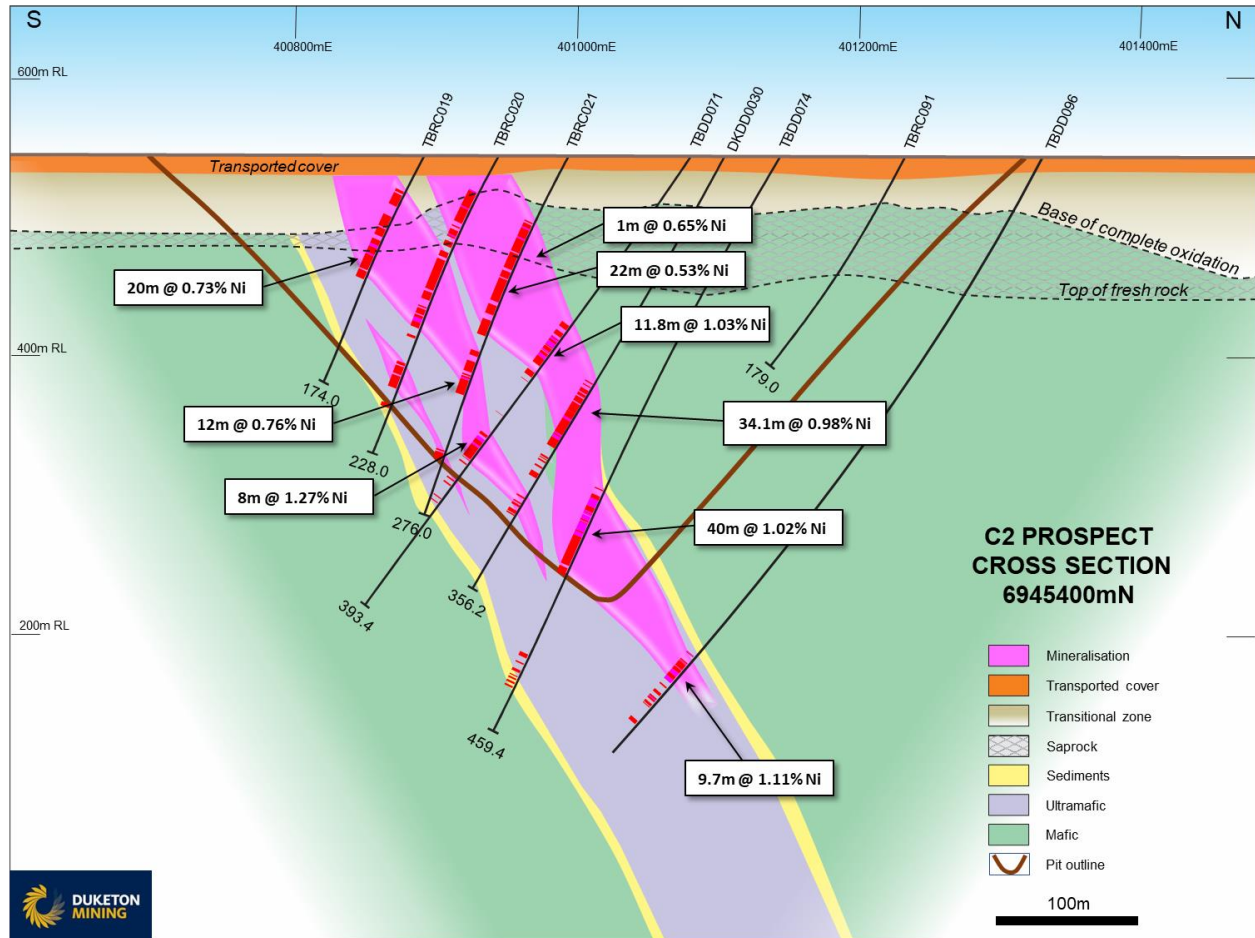 S
N
400800mE
401000mE
401200mE
401400mE
600m RL
TBRC019
TBRC020
TBRC021
TBDD071
DKDD0030
TBDD074
TBRC091
TBDD096
Transported cover
1m @ 0.65% Ni
Base of complete oxidation
20m @ 0.73% Ni
22m @ 0.53% Ni
Top of fresh rock
11.8m @ 1.03% Ni
400m RL
174.0
179.0
12m @ 0.76% Ni
34.1m @ 0.98% Ni
228.0
8m @ 1.27% Ni
276.0
40m @ 1.02% Ni
393.4
356.2
C2 PROSPECT
CROSS SECTION
6945400mN
200m RL
459.4
9.7m @ 1.11% Ni
Mineralisation
Transported cover
Transitional zone
Saprock
Sediments
Ultramafic
Mafic
Pit outline
100m
DUKETON
MINING